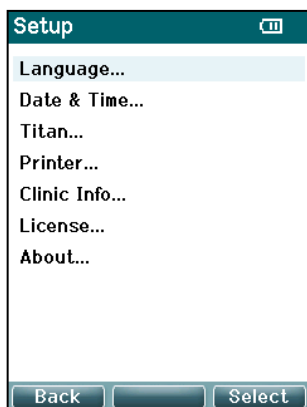 Setup
Language...
Date & Time...
Titan...
Printer...
Clinic Info...
License...
About...
Back Select